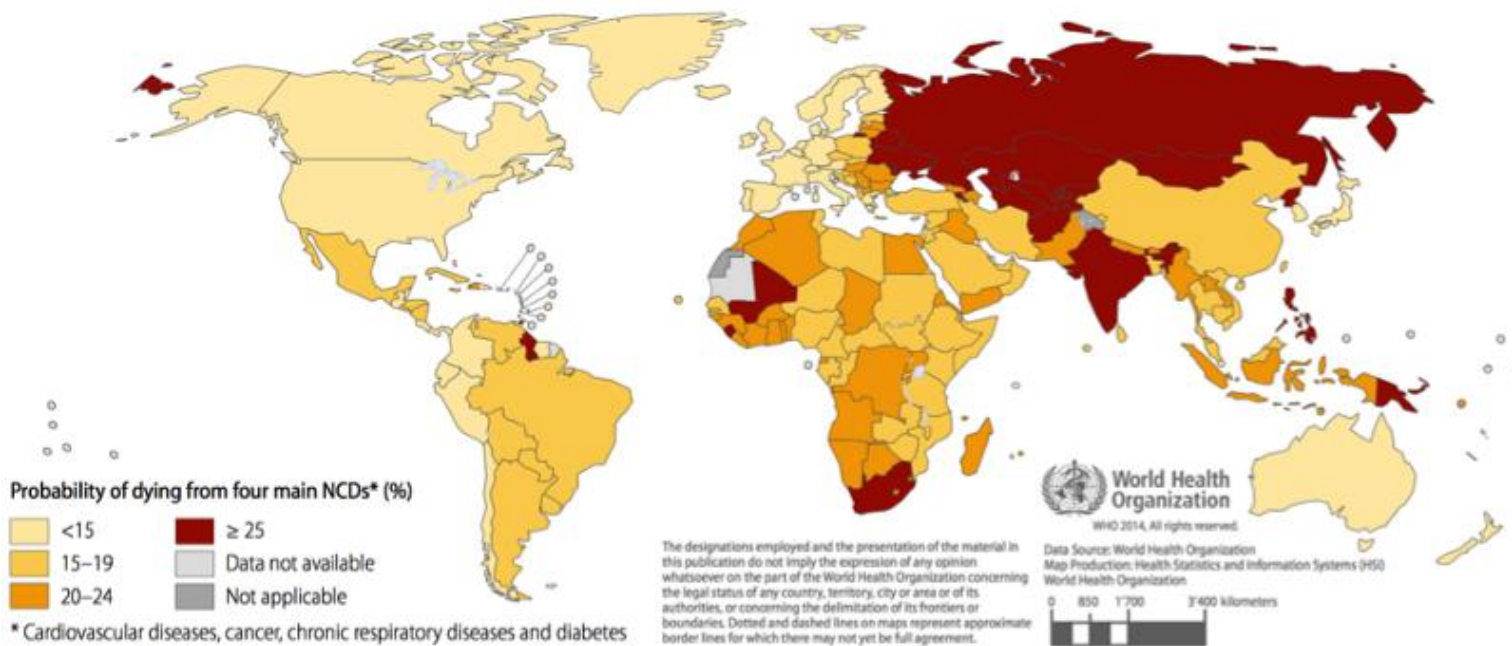 Probability of dying from four main NCDs* (%)
<15
15–19
20–24
≥ 25
Data not available
Not applicable
* Cardiovascular diseases, cancer, chronic respiratory diseases and diabetes
The designations employed and the presentation of the material in
this publication do not imply the expression of any opinion
whatsoever on the part of the World Health Organization concerning
the legal status of any country, territory, city or area or of its
authorities, or concerning the delimitation of its frontiers or
boundaries. Dotted and dashed lines on maps represent approximate
border lines for which there may not yet be full agreement.
World Health
Organization
WHO 2014, All rights reserved.
Data Source: World Health Organization
Map Production: Health Statistics and Information Systems (HSI)
World Health Organization
0 850 1'700 3'400 kilometers